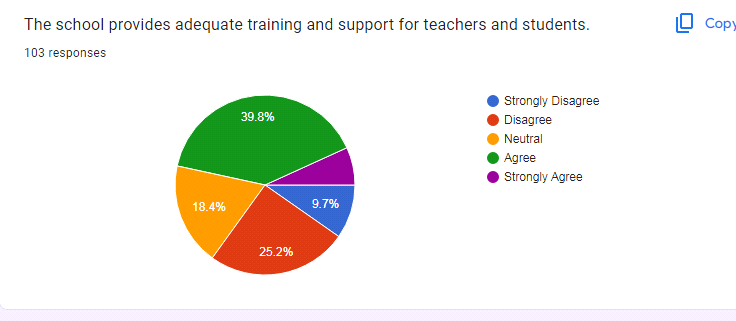 The school provides adequate training and support for teachers and students.
Copy
103 responses
Strongly Disagree
Disagree
Neutral
Agree
Strongly Agree
39.8%
18.4%
9.7%
25.2%